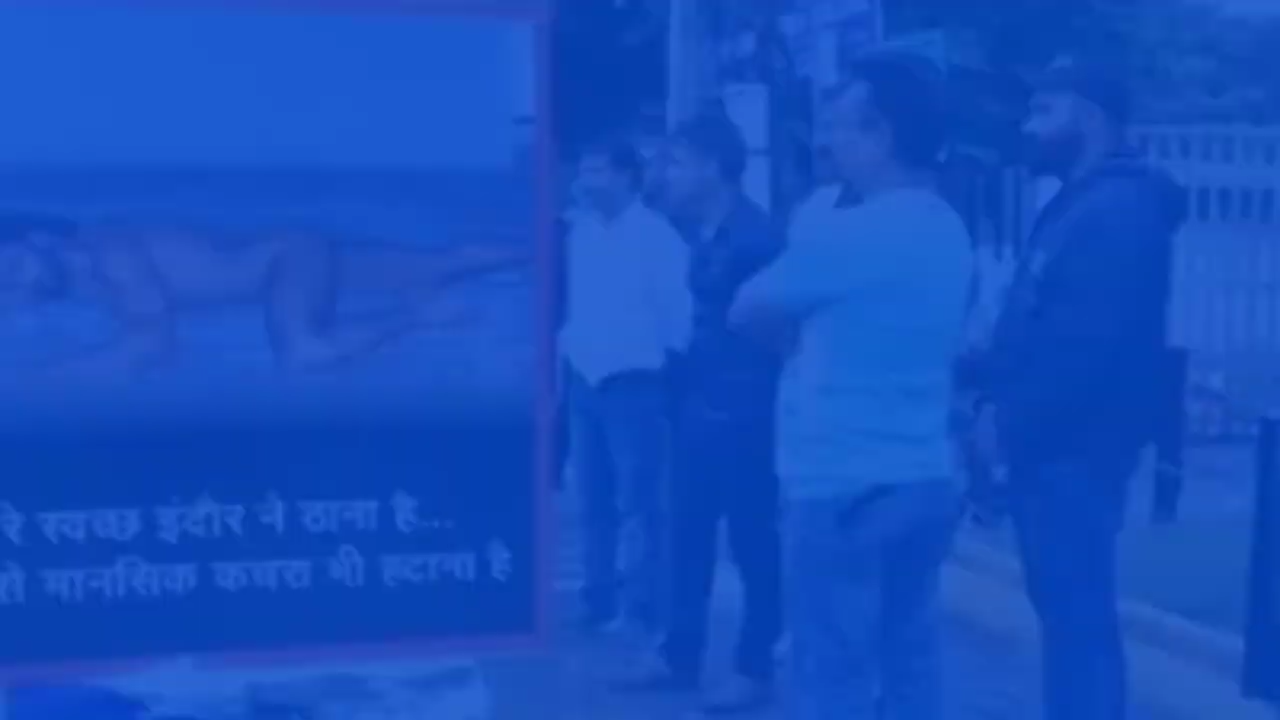 रे स्वच्छ इंदौर ने ठाना है...
से मानसिक कचरा भी हटाना है